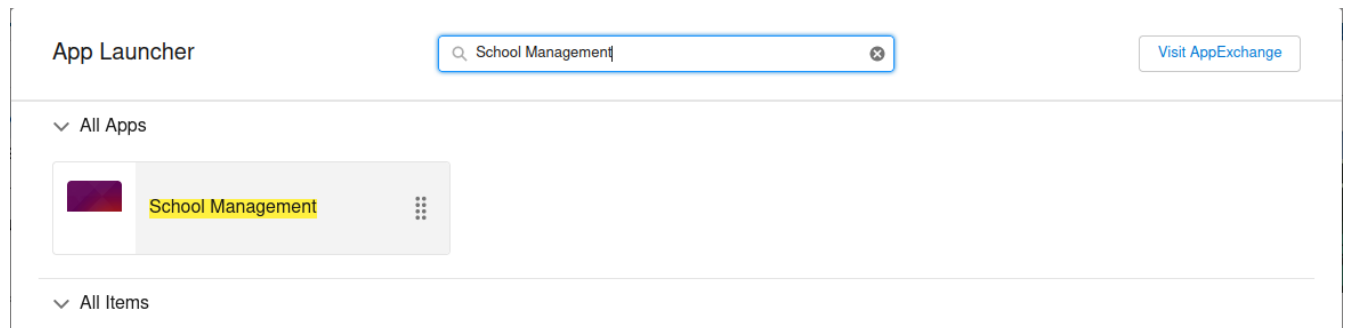 App Launcher
School Management
Visit AppExchange
All Apps
School Management
All Items